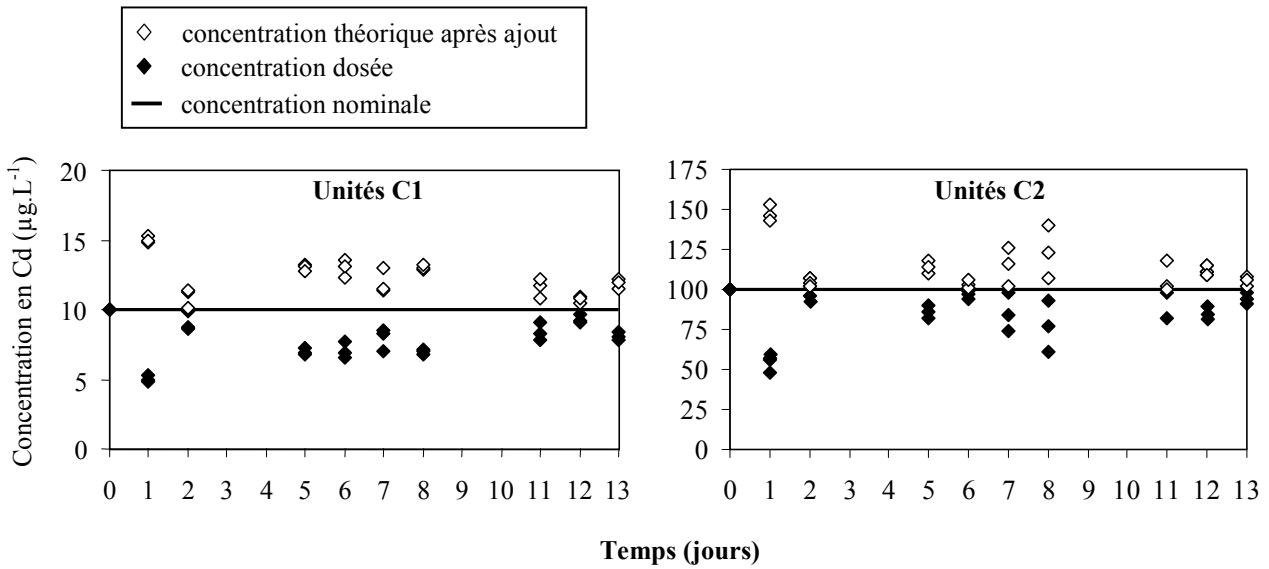 concentration théorique après ajout
concentration dosée
concentration nominale
Concentration en Cd (µg.L-1)
Unités C1
20
15
10
5
0
0 1 2 3 4 5 6 7 8 9 10 11 12 13
Unités C2
175
150
125
100
75
50
25
0
0 1 2 3 4 5 6 7 8 9 10 11 12 13
Temps (jours)